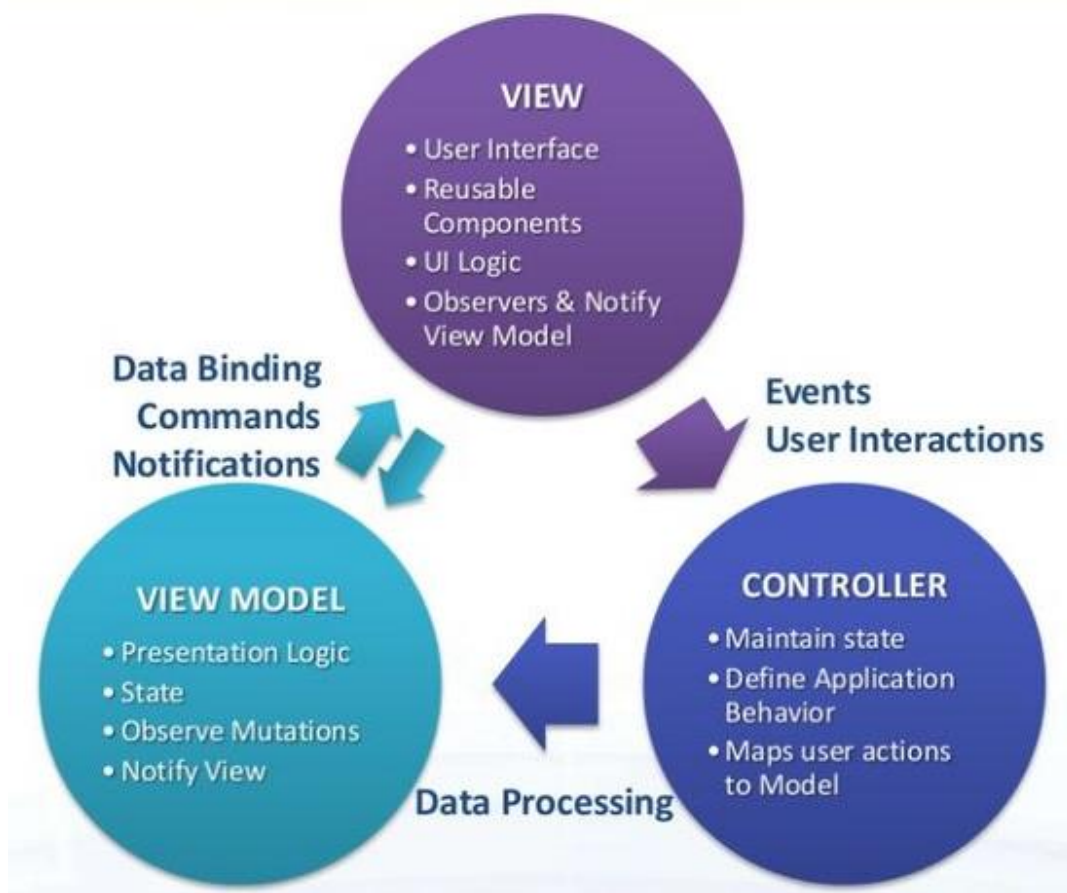 VIEW
• User Interface
• Reusable
Components
• UI Logic
• Observers & Notify
View Model
Data Binding
Commands
Notifications
Events
User Interactions
VIEW MODEL
• Presentation Logic
• State
• Observe Mutations
• Notify View
CONTROLLER
• Maintain state
• Define Application
Behavior
• Maps user actions
to Model
Data Processing